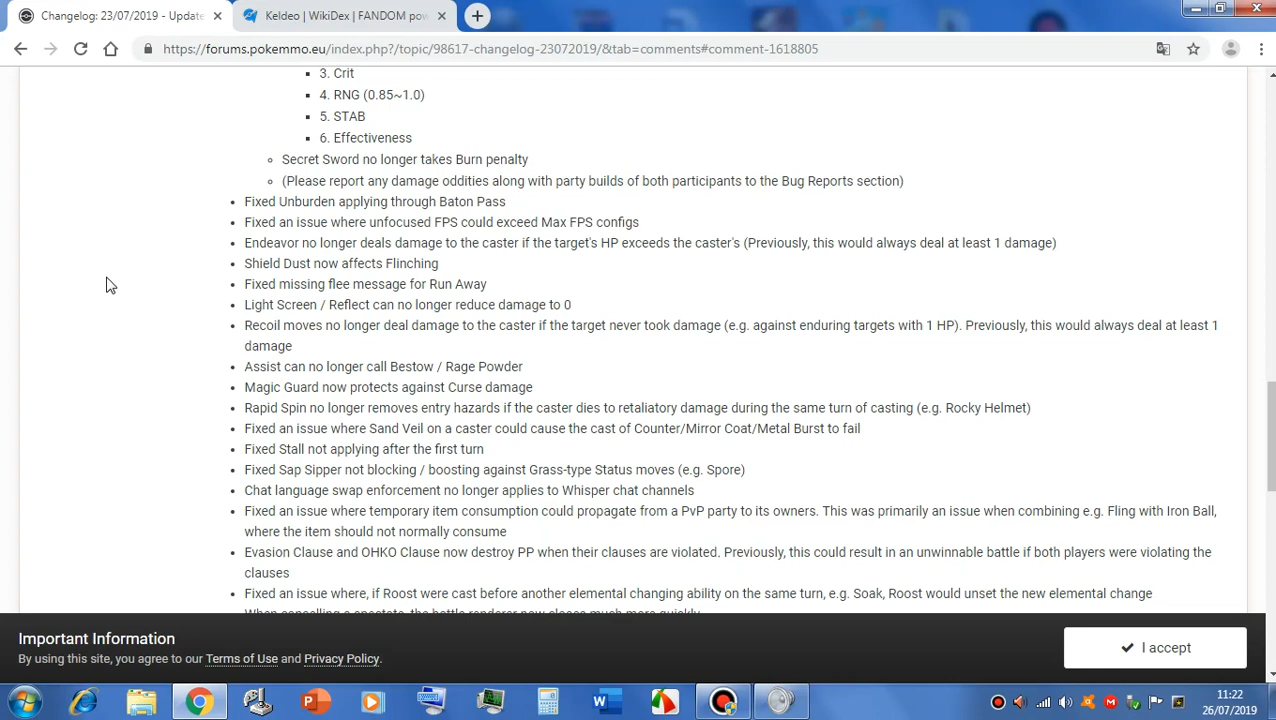 Changelog: 23/07/2019 - Update
Keldeo | WikiDex | FANDOM pow
https://forums.pokemmo.eu/index.php?/topic/98617-changelog-23072019/&tab=comments#comment-1618805
3. Crit
4. RNG (0.85~1.0)
5. STAB
6. Effectiveness
Secret Sword no longer takes Burn penalty
(Please report any damage oddities along with party builds of both participants to the Bug Reports section)
Fixed Unburden applying through Baton Pass
Fixed an issue where unfocused FPS could exceed Max FPS configs
Endeavor no longer deals damage to the caster if the target's HP exceeds the caster's (Previously, this would always deal at least 1 damage)
Shield Dust now affects Flinching
Fixed missing flee message for Run Away
Light Screen / Reflect can no longer reduce damage to 0
Recoil moves no longer deal damage to the caster if the target never took damage (e.g. against enduring targets with 1 HP). Previously, this would always deal at least 1
damage
Assist can no longer call Bestow / Rage Powder
Magic Guard now protects against Curse damage
Rapid Spin no longer removes entry hazards if the caster dies to retaliatory damage during the same turn of casting (e.g. Rocky Helmet)
Fixed an issue where Sand Veil on a caster could cause the cast of Counter/Mirror Coat/Metal Burst to fail
Fixed Stall not applying after the first turn
Fixed Sap Sipper not blocking / boosting against Grass-type Status moves (e.g. Spore)
Chat language swap enforcement no longer applies to Whisper chat channels
Fixed an issue where temporary item consumption could propagate from a PvP party to its owners. This was primarily an issue when combining e.g. Fling with Iron Ball,
where the item should not normally consume
Evasion Clause and OHKO Clause now destroy PP when their clauses are violated. Previously, this could result in an unwinnable battle if both players were violating the
clauses
Fixed an issue where, if Roost were cast before another elemental changing ability on the same turn, e.g. Soak, Roost would unset the new elemental change
When cancelling a spectate, the battle renderer now closes much more quickly
Important Information
By using this site, you agree to our Terms of Use and Privacy Policy.
I accept
11:22
26/07/2019